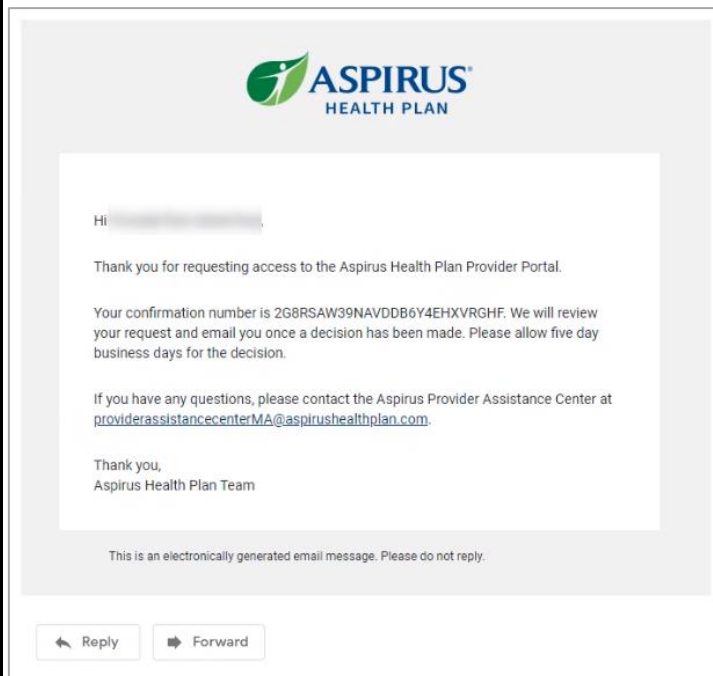 ASPIRUS®
HEALTH PLAN
Hi ,
Thank you for requesting access to the Aspirus Health Plan Provider Portal.
Your confirmation number is 2G8RSAW39NAVDDB6Y4EHXVRGHF. We will review
your request and email you once a decision has been made. Please allow five day
business days for the decision.
If you have any questions, please contact the Aspirus Provider Assistance Center at
providerassistancecenterMA@aspirushealthplan.com.
Thank you,
Aspirus Health Plan Team
This is an electronically generated email message. Please do not reply.
Reply
Forward